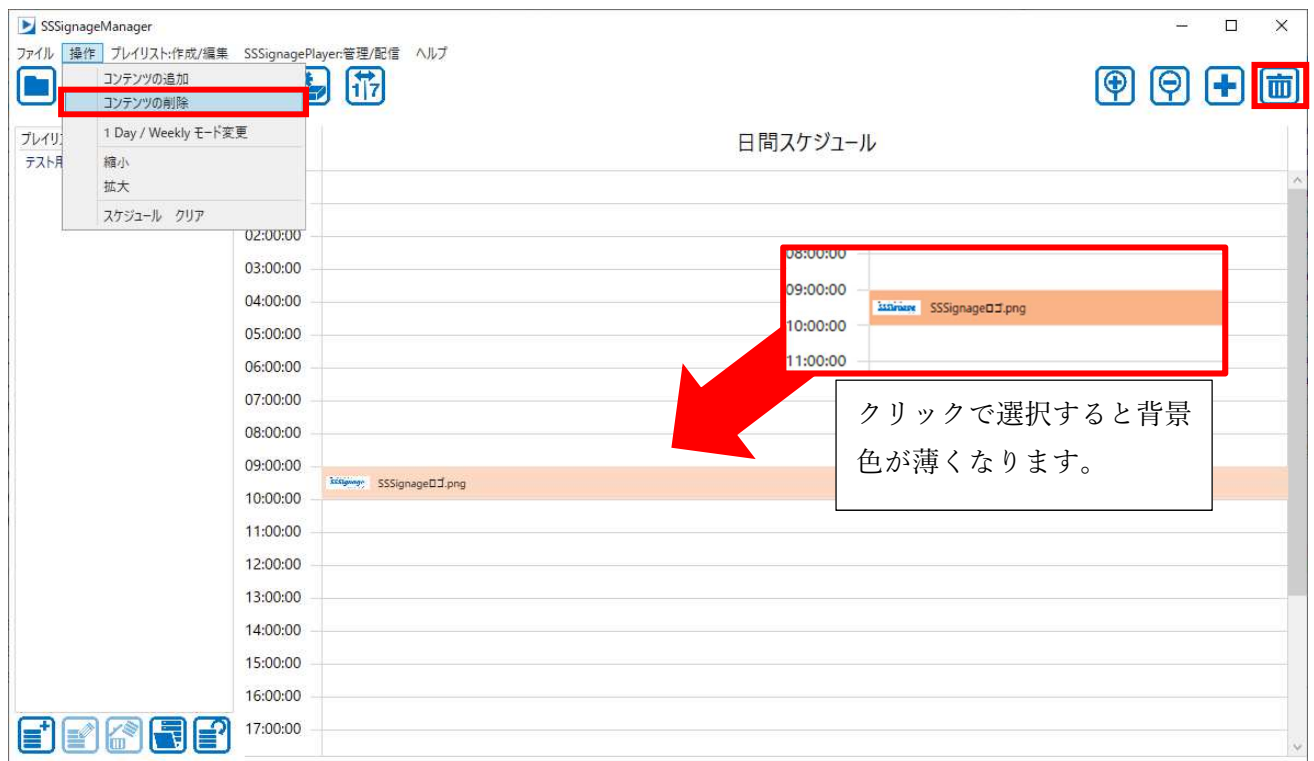 SSSignageManager
ファイル 操作 プレイリスト:作成/編集 SSSignagePlayer:管理/配信 ヘルプ
コンテンツの追加
コンテンツの削除
1 Day / Weekly モード変更
縮小
拡大
スケジュール クリア
1 7
プレイリ
テスト用
日間スケジュール
02:00:00
03:00:00
04:00:00
05:00:00
06:00:00
07:00:00
08:00:00
09:00:00
SSSignage SSSignageロゴ.png
10:00:00
11:00:00
12:00:00
13:00:00
14:00:00
15:00:00
16:00:00
17:00:00
08:00:00
09:00:00
SSSignageロゴ.png
10:00:00
11:00:00
クリックで選択すると背景
色が薄くなります。